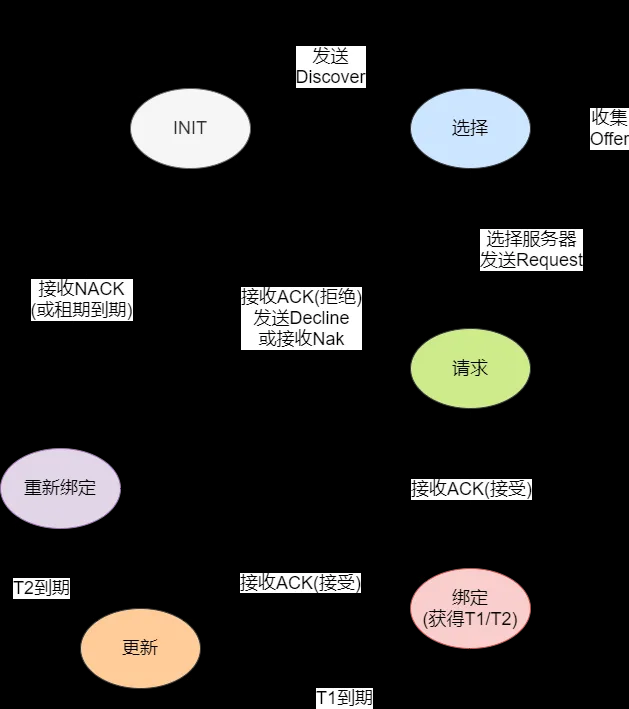 发送
Discover
INIT
选择
收集
Offer
选择服务器
发送Request
接收NACK
(或租期到期)
接收ACK(拒绝)
发送Decline
或接收Nak
请求
重新绑定
接收ACK(接受)
T2到期
接收ACK(接受)
绑定
(获得T1/T2)
更新
T1到期